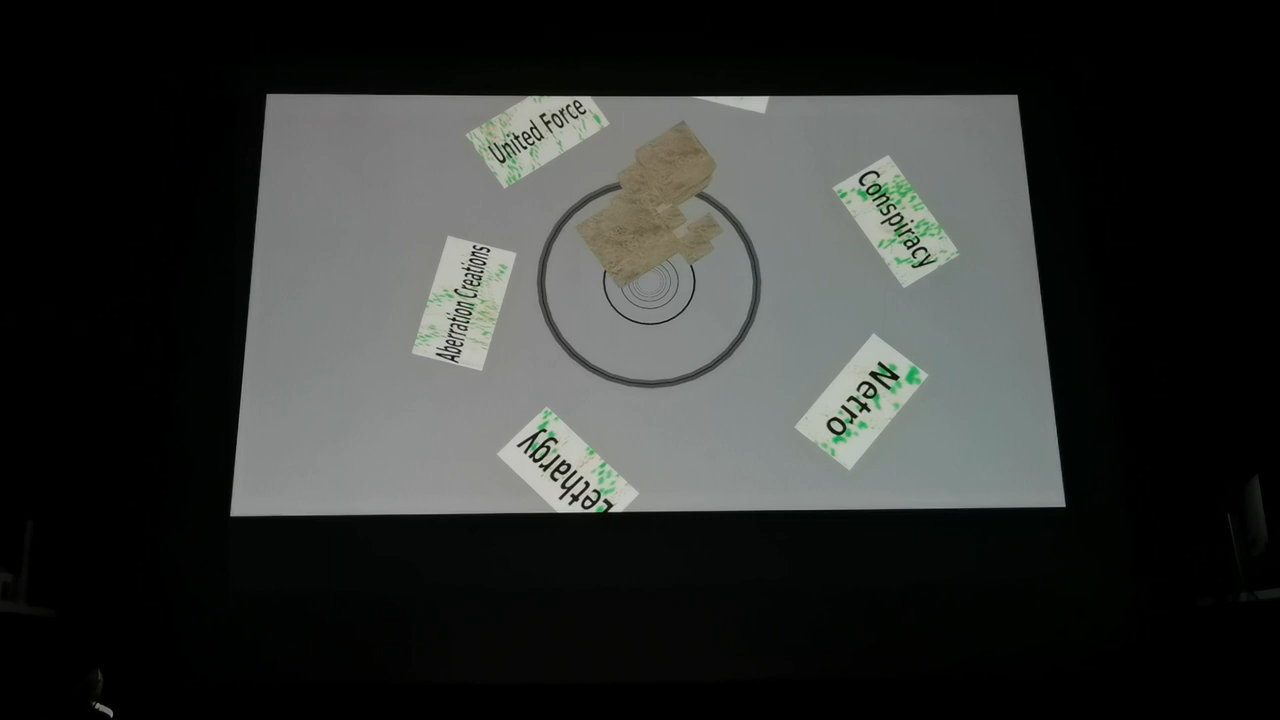 United Force
Conspiracy
Aberration Creations
Netro
Lethargy